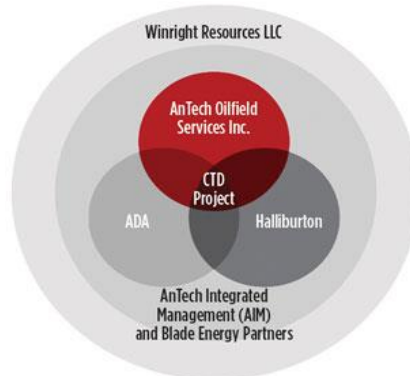 Winright Resources LLC
AnTech Oilfield
Services Inc.
CTD
Project
ADA
Halliburton
AnTech Integrated
Management (AIM)
and Blade Energy Partners